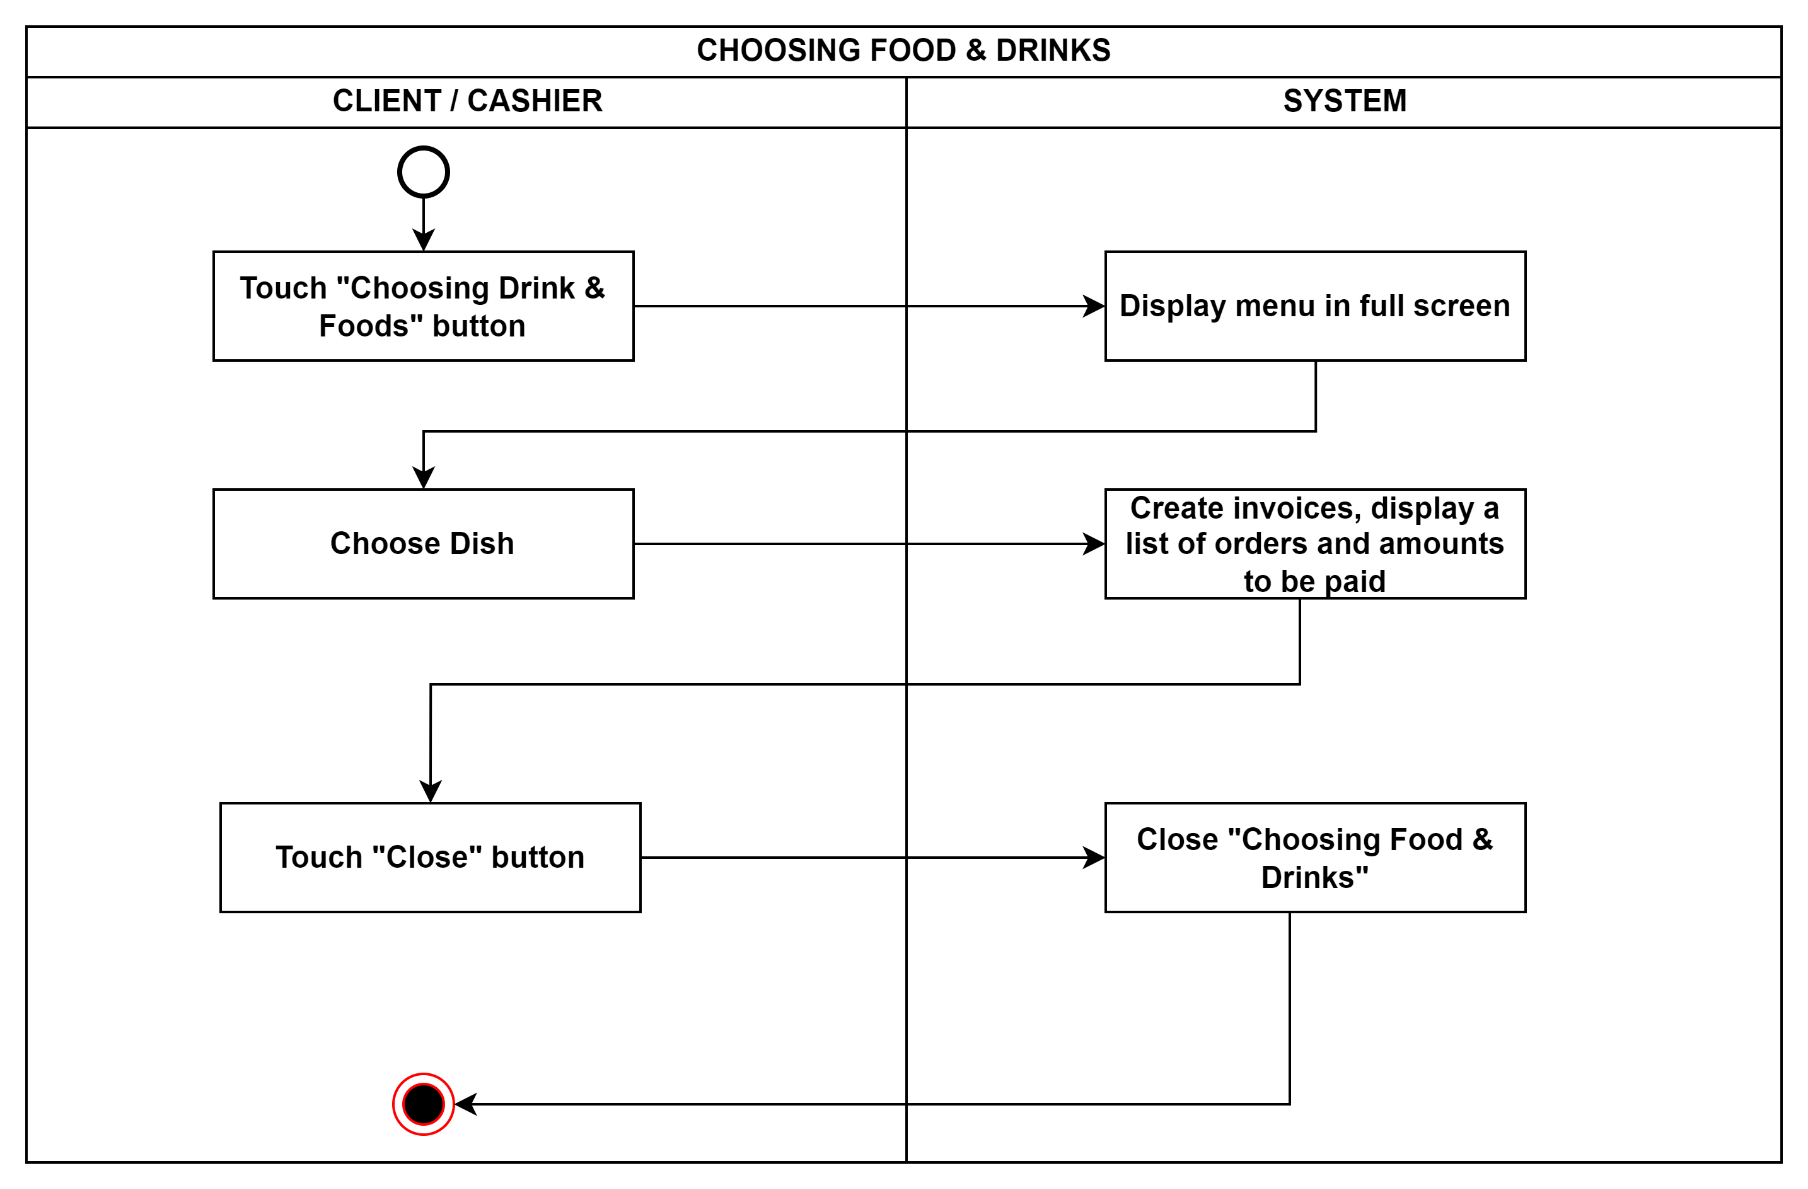 CHOOSING FOOD & DRINKS
CLIENT / CASHIER
SYSTEM
Touch "Choosing Drink &
Foods" button
Display menu in full screen
Choose Dish
Create invoices, display a
list of orders and amounts
to be paid
Touch "Close" button
Close "Choosing Food &
Drinks"